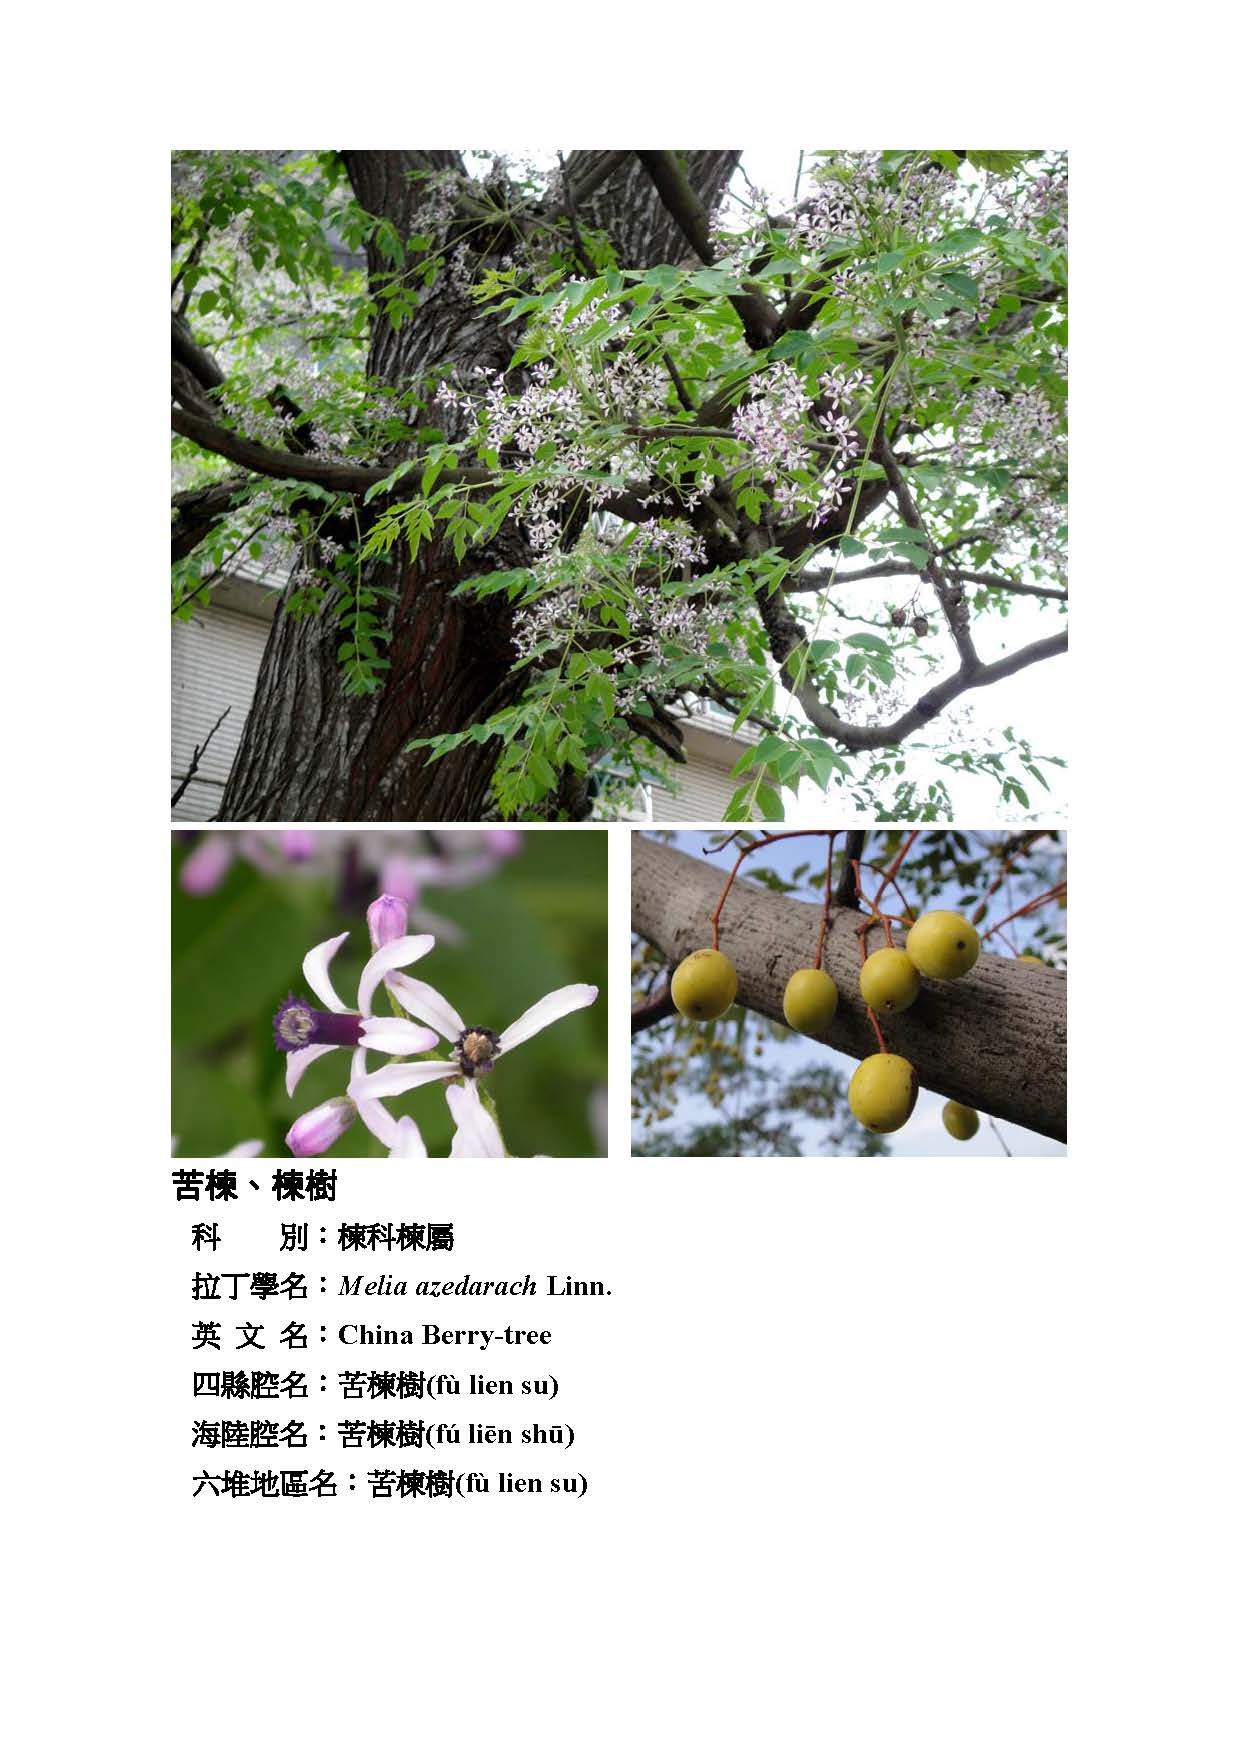 苦楝、楝樹
科　　別：楝科楝屬
拉丁學名：Melia azedarach Linn.
英 文 名：China Berry-tree
四縣腔名：苦楝樹(fù lien su)
海陸腔名：苦楝樹(fú liēn shū)
六堆地區名：苦楝樹(fù lien su)